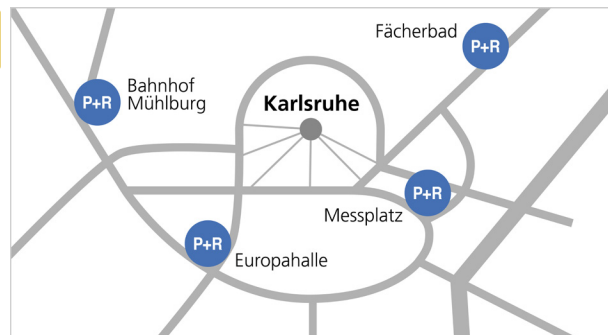 Fächerbad
P+R
Bahnhof
Mühlburg
P+R
Karlsruhe
P+R
Messplatz
P+R
Europahalle